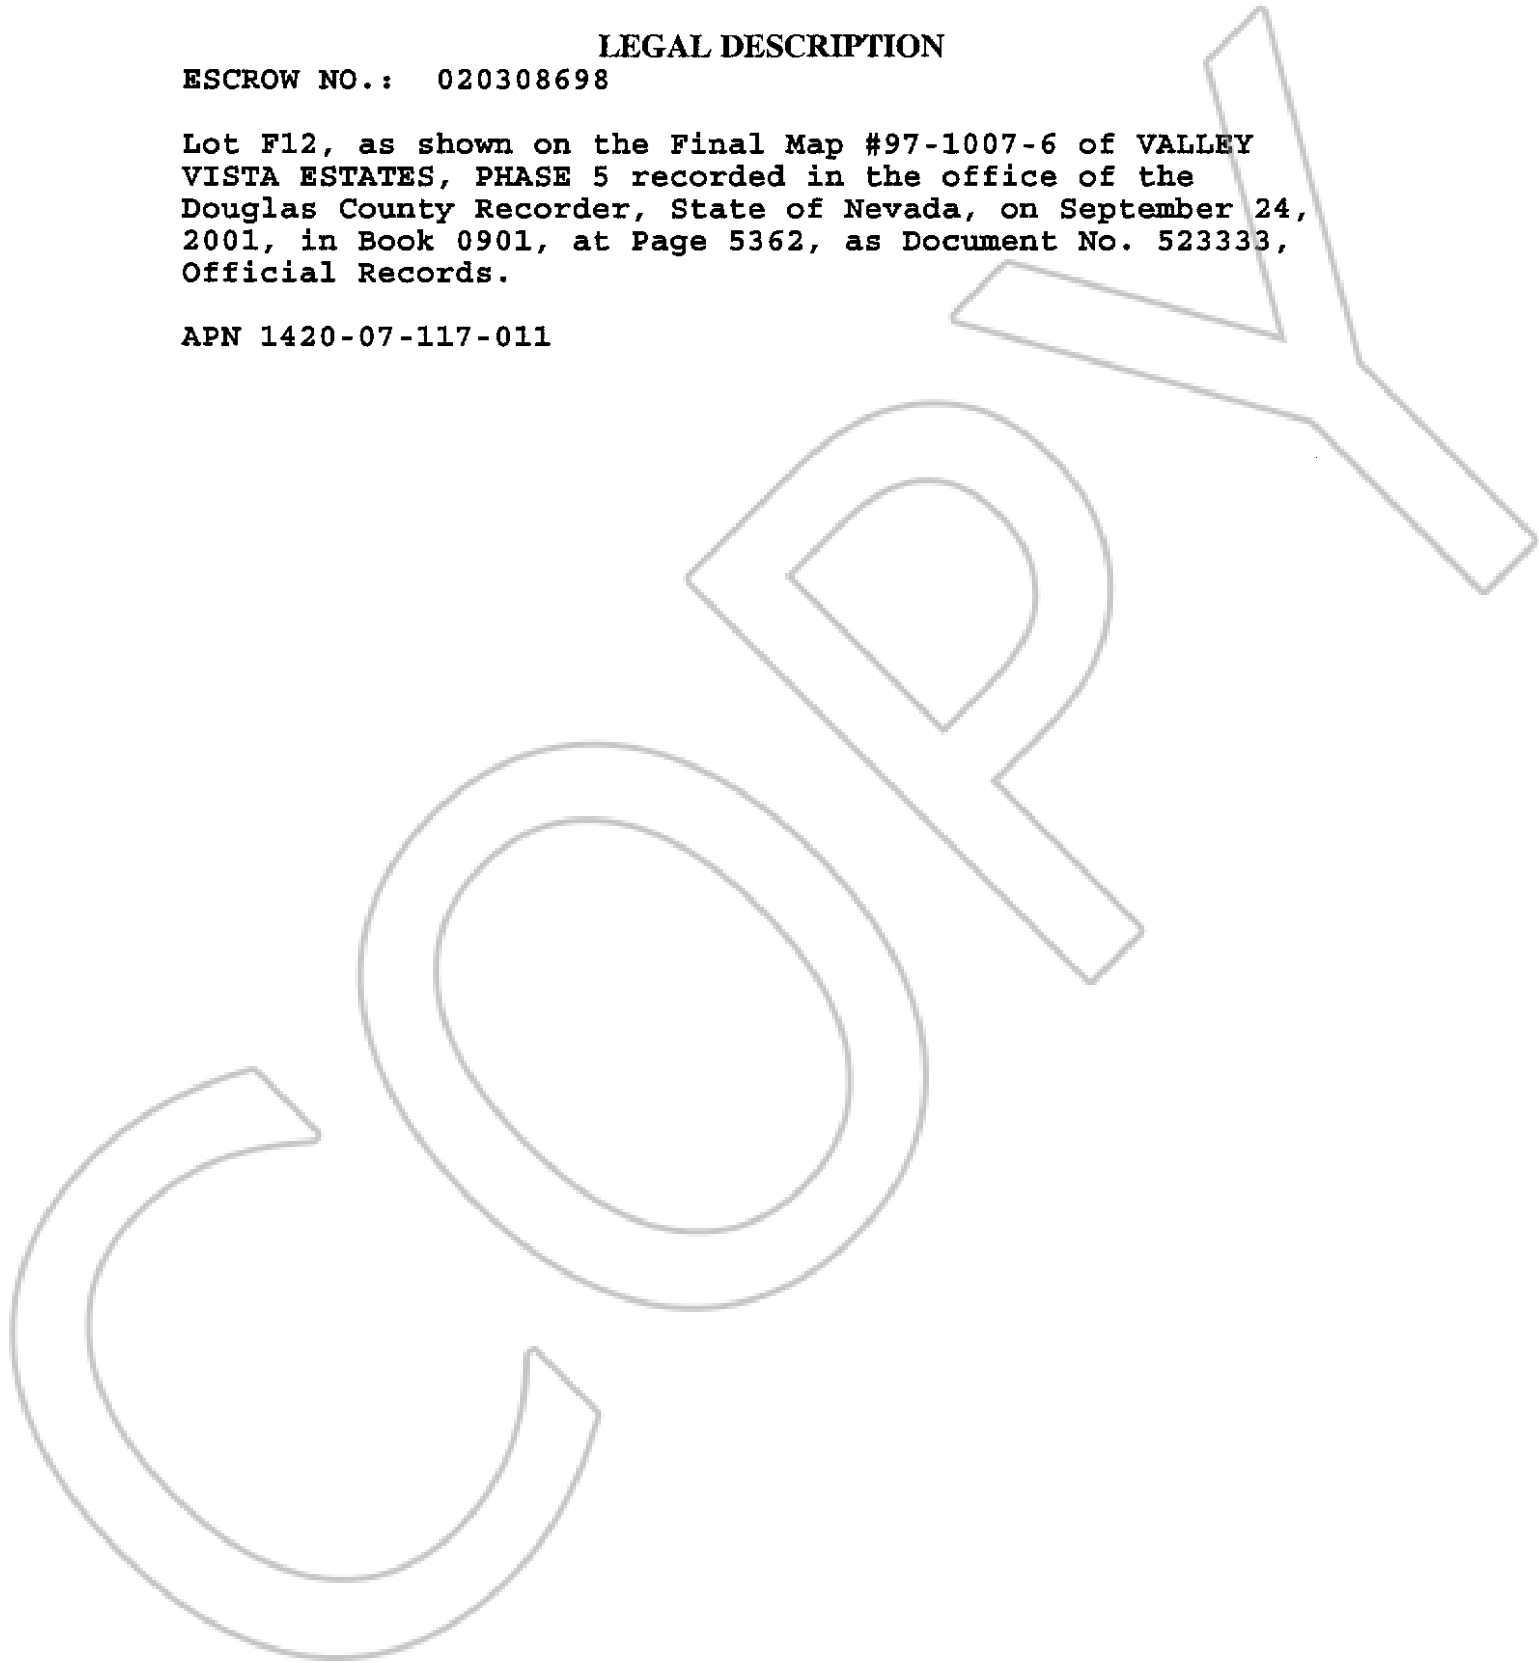 LEGAL DESCRIPTION
ESCROW NO.: 020308698
Lot F12, as shown on the Final Map #97-1007-6 of VALLEY
VISTA ESTATES, PHASE 5 recorded in the office of the
Douglas County Recorder, State of Nevada, on September 24,
2001, in Book 0901, at Page 5362, as Document No. 523333,
Official Records.
APN 1420-07-117-011
COPY